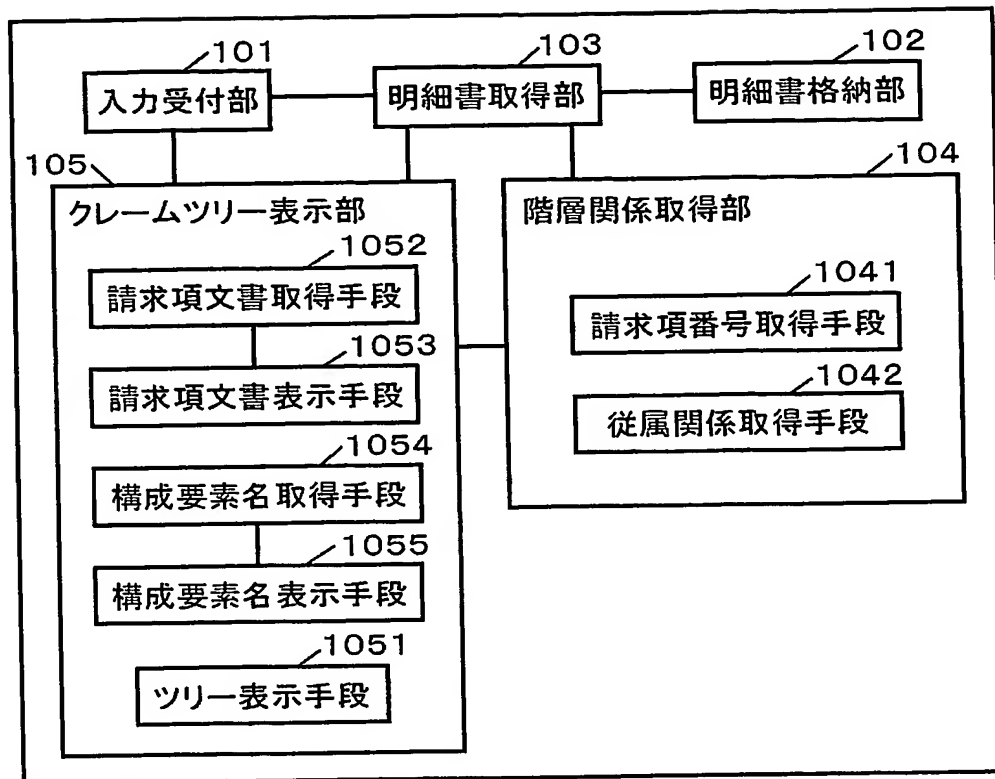 101
103
102
入力受付部
明細書取得部
明細書格納部
105
104
クレームツリー表示部
階層関係取得部
1052
請求項文書取得手段
1053
請求項文書表示手段
1054
構成要素名取得手段
1055
構成要素名表示手段
1051
ツリー表示手段
1041
請求項番号取得手段
1042
従属関係取得手段